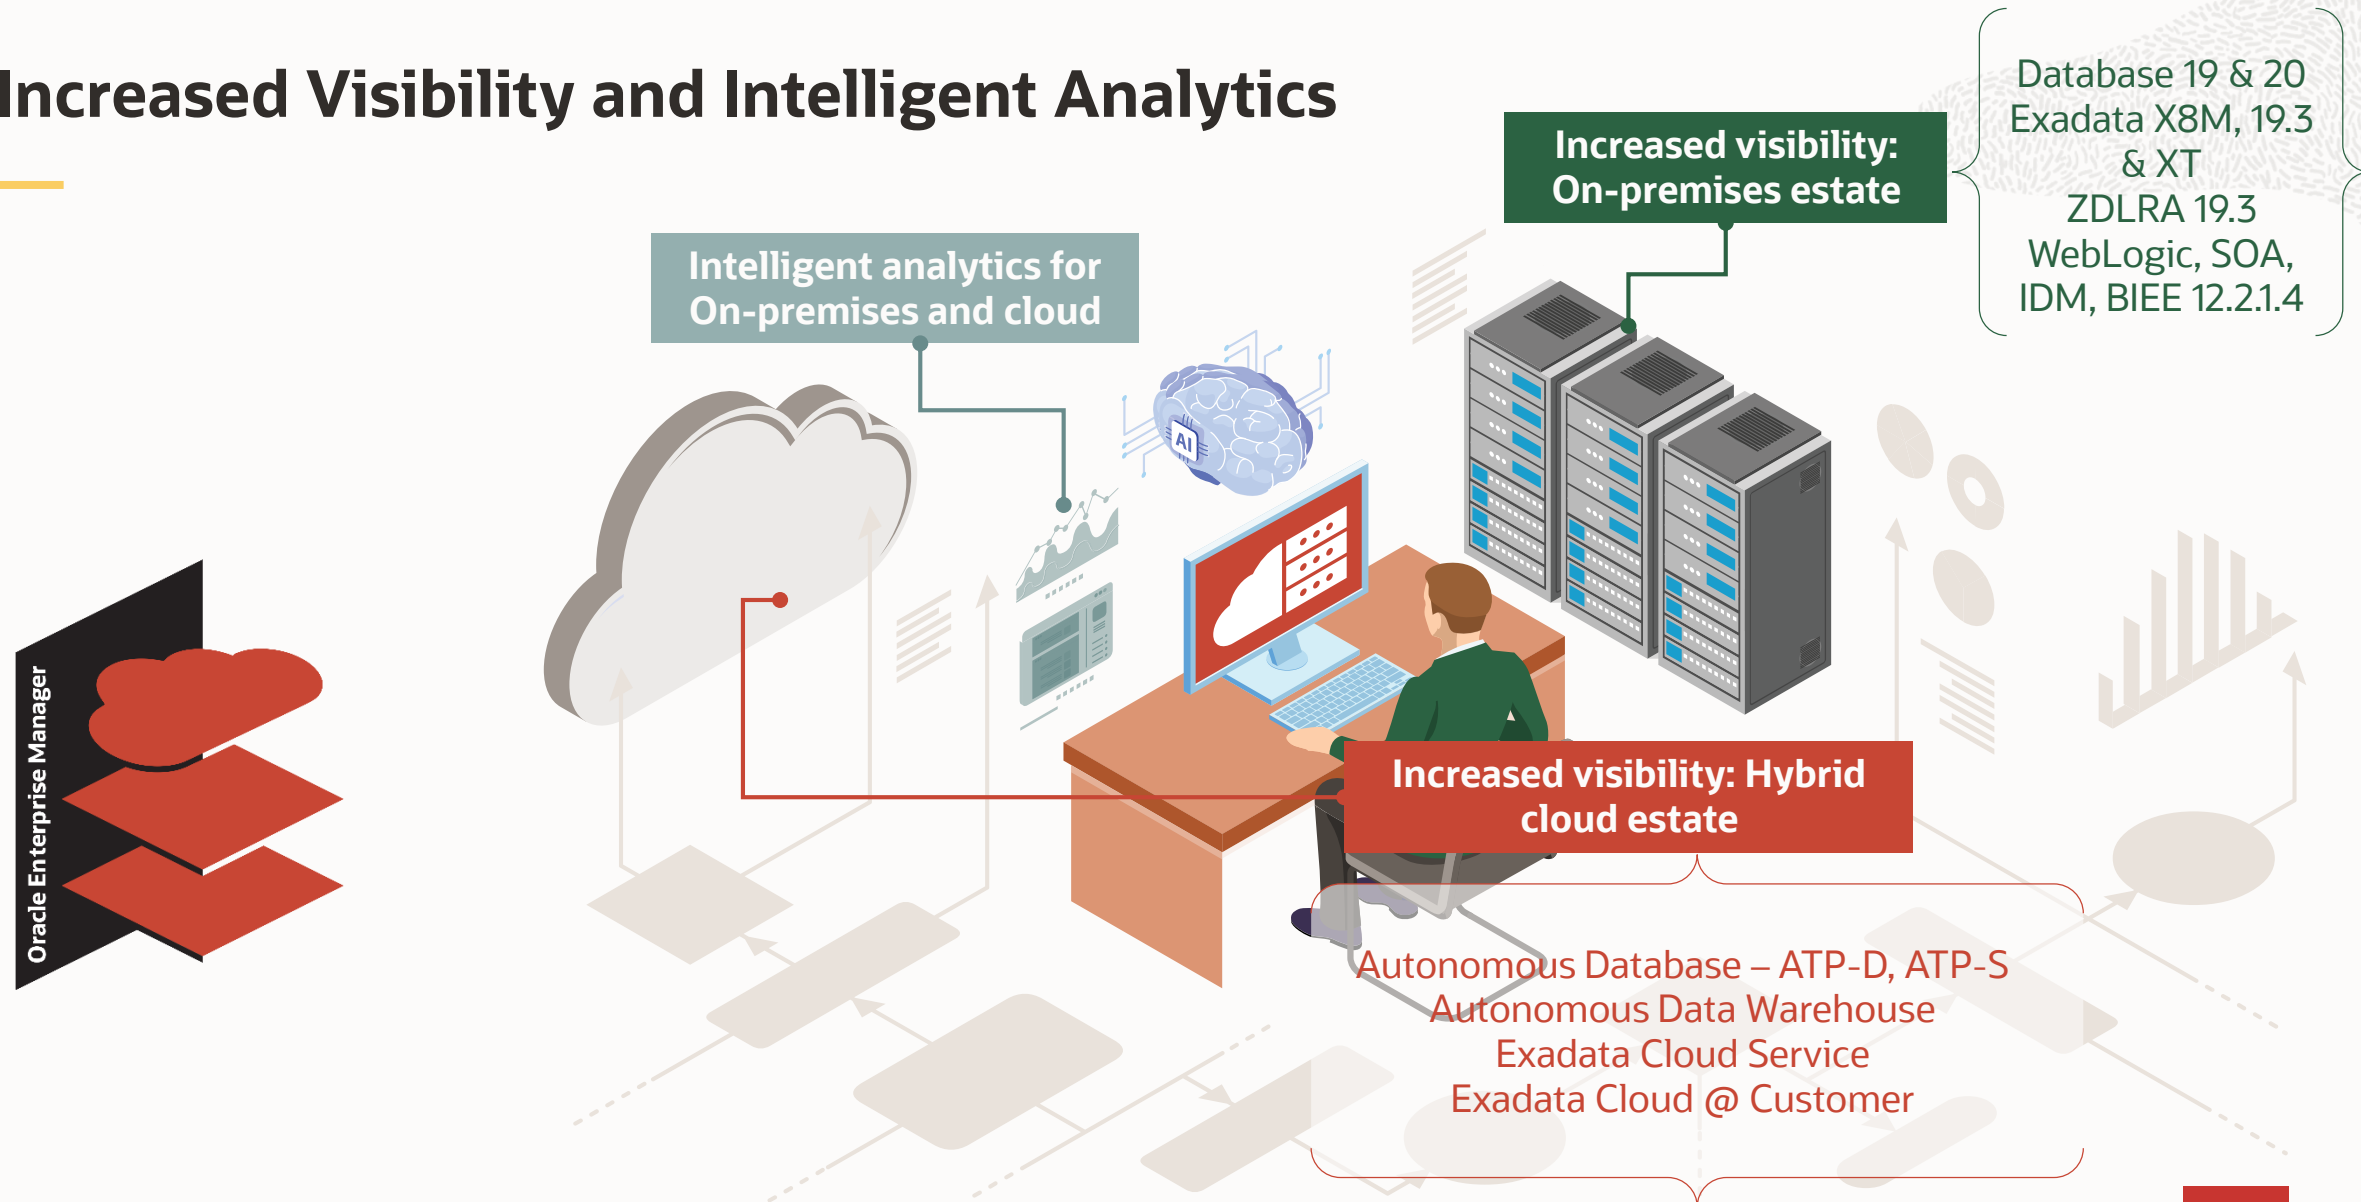 Increased Visibility and Intelligent Analytics
Increased visibility:
On-premises estate
Database 19 & 20
Exadata X8M, 19.3
& XT
ZDLRA 19.3
WebLogic, SOA,
IDM, BIEE 12.2.1.4
Intelligent analytics for
On-premises and cloud
AI
Oracle Enterprise Manager
Increased visibility: Hybrid
cloud estate
Autonomous Database – ATP-D, ATP-S
Autonomous Data Warehouse
Exadata Cloud Service
Exadata Cloud @ Customer